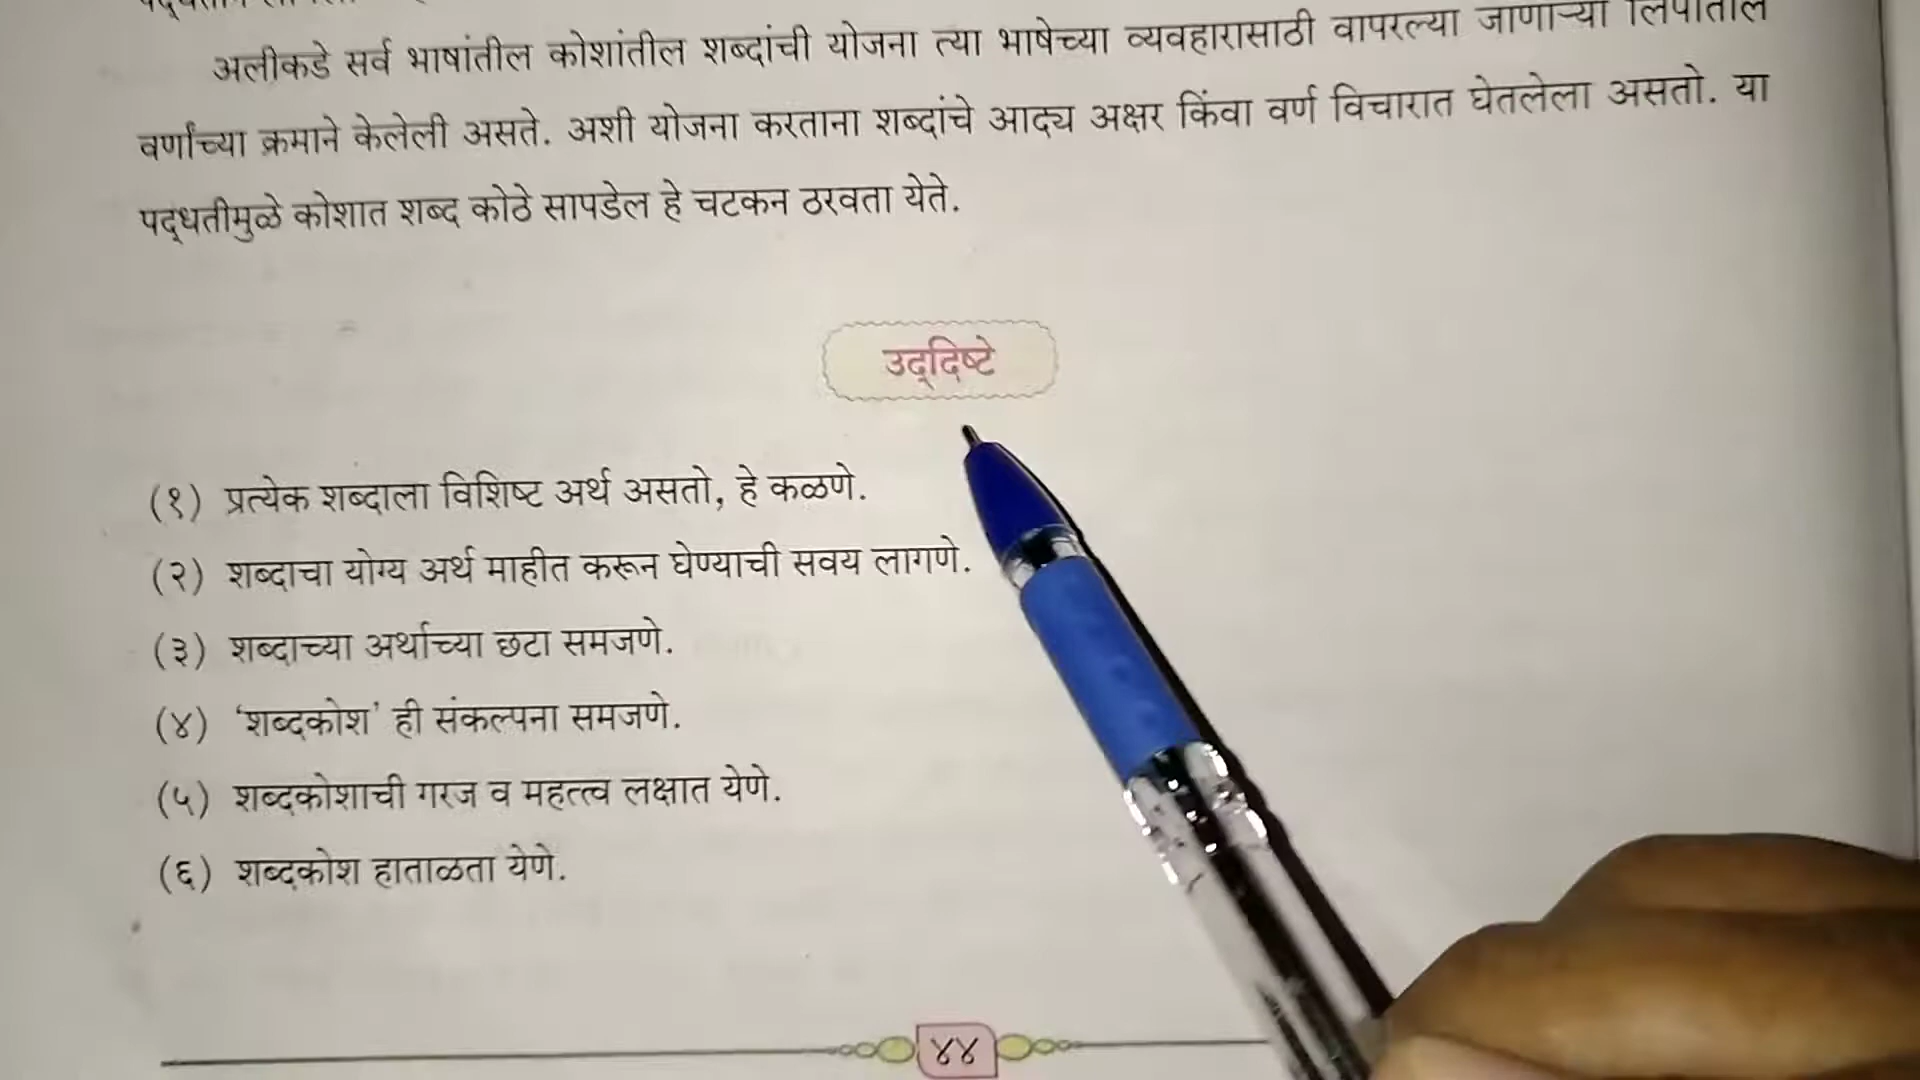 अलीकडे सर्व भाषांतील कोशांतील शब्दांची योजना त्या भाषेच्या व्यवहारासाठी वापरल्या जाणाऱ्या लिपीतील
वर्णांच्या क्रमाने केलेली असते. अशी योजना करताना शब्दांचे आद्य अक्षर किंवा वर्ण विचारात घेतलेला असतो. या
पद्धतीमुळे कोशात शब्द कोठे सापडेल हे चटकन ठरवता येते.
उद्दिष्टे
(१) प्रत्येक शब्दाला विशिष्ट अर्थ असतो, हे कळणे.
(२) शब्दाचा योग्य अर्थ माहीत करून घेण्याची सवय लागणे.
(३) शब्दाच्या अर्थाच्या छटा समजणे.
(४) ‘शब्दकोश’ ही संकल्पना समजणे.
(५) शब्दकोशाची गरज व महत्त्व लक्षात येणे.
(६) शब्दकोश हाताळता येणे.
४४